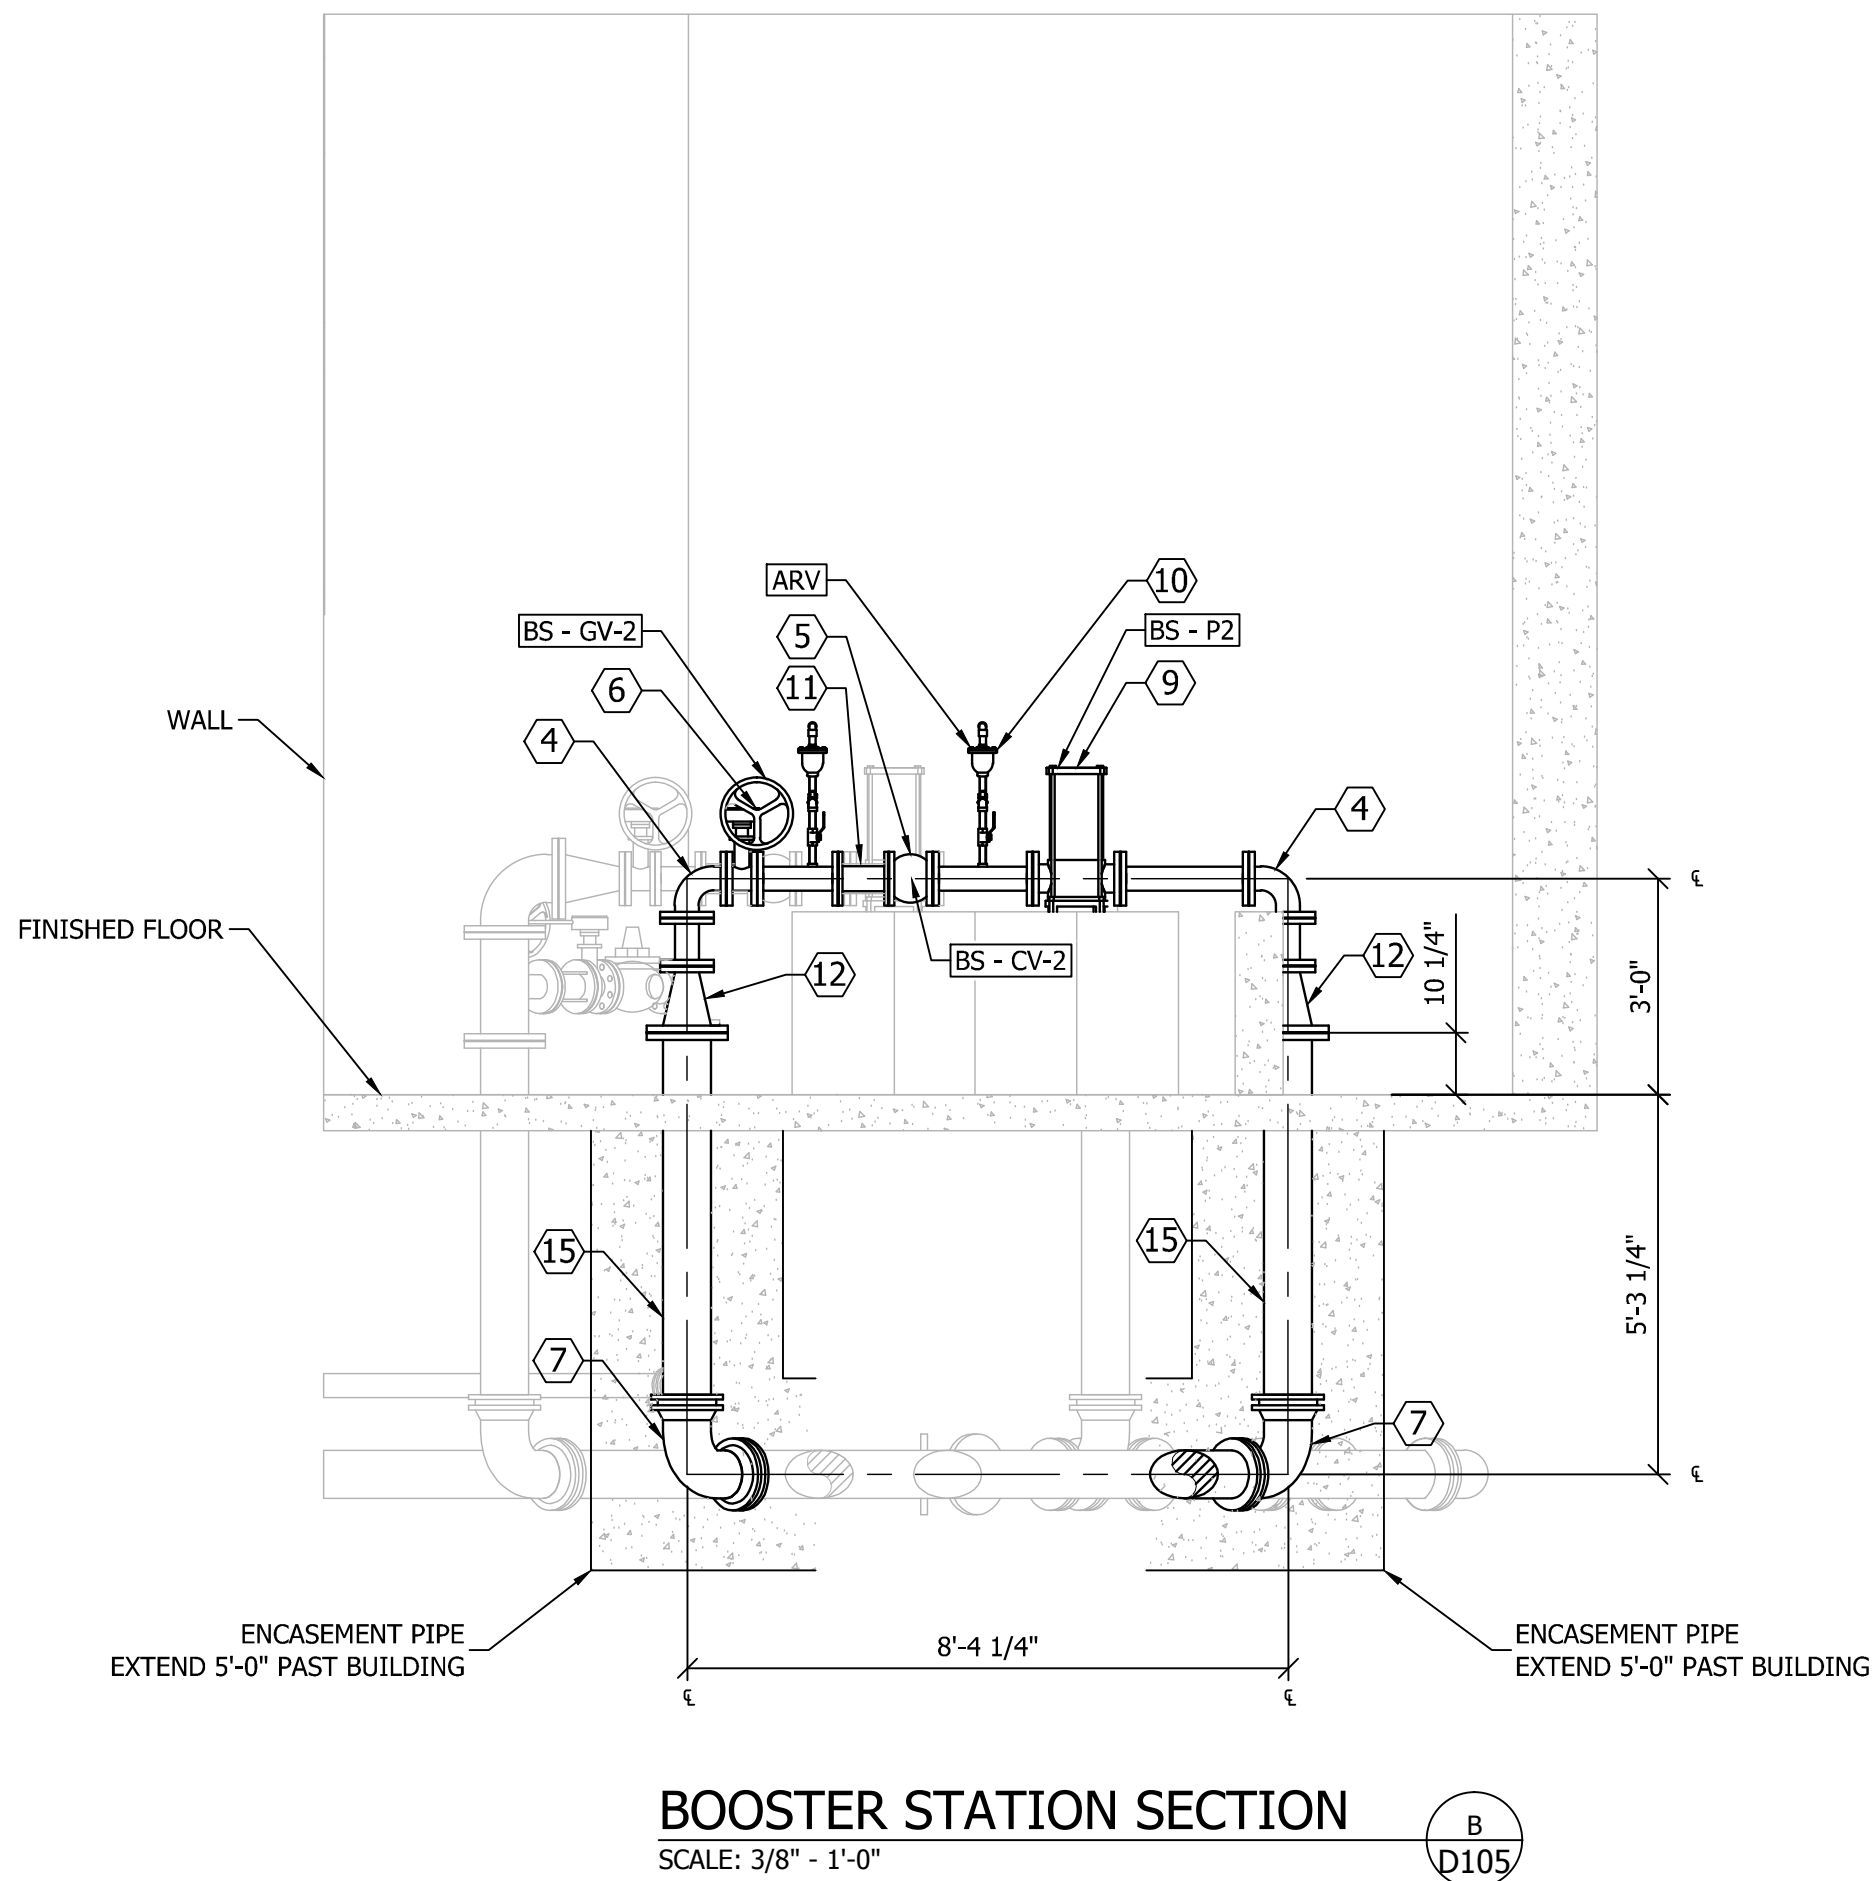 ARV
10
BS - GV-2
5
BS - P2
6
11
9
WALL
4
4
℄
FINISHED FLOOR
BS - CV-2
12
12
10 1/4"
3'-0"
15
15
5'-3 1/4"
7
7
℄
ENCASEMENT PIPE
EXTEND 5'-0" PAST BUILDING
8'-4 1/4"
ENCASEMENT PIPE
EXTEND 5'-0" PAST BUILDING
℄
℄
BOOSTER STATION SECTION
SCALE: 3/8" - 1'-0"
B
D105